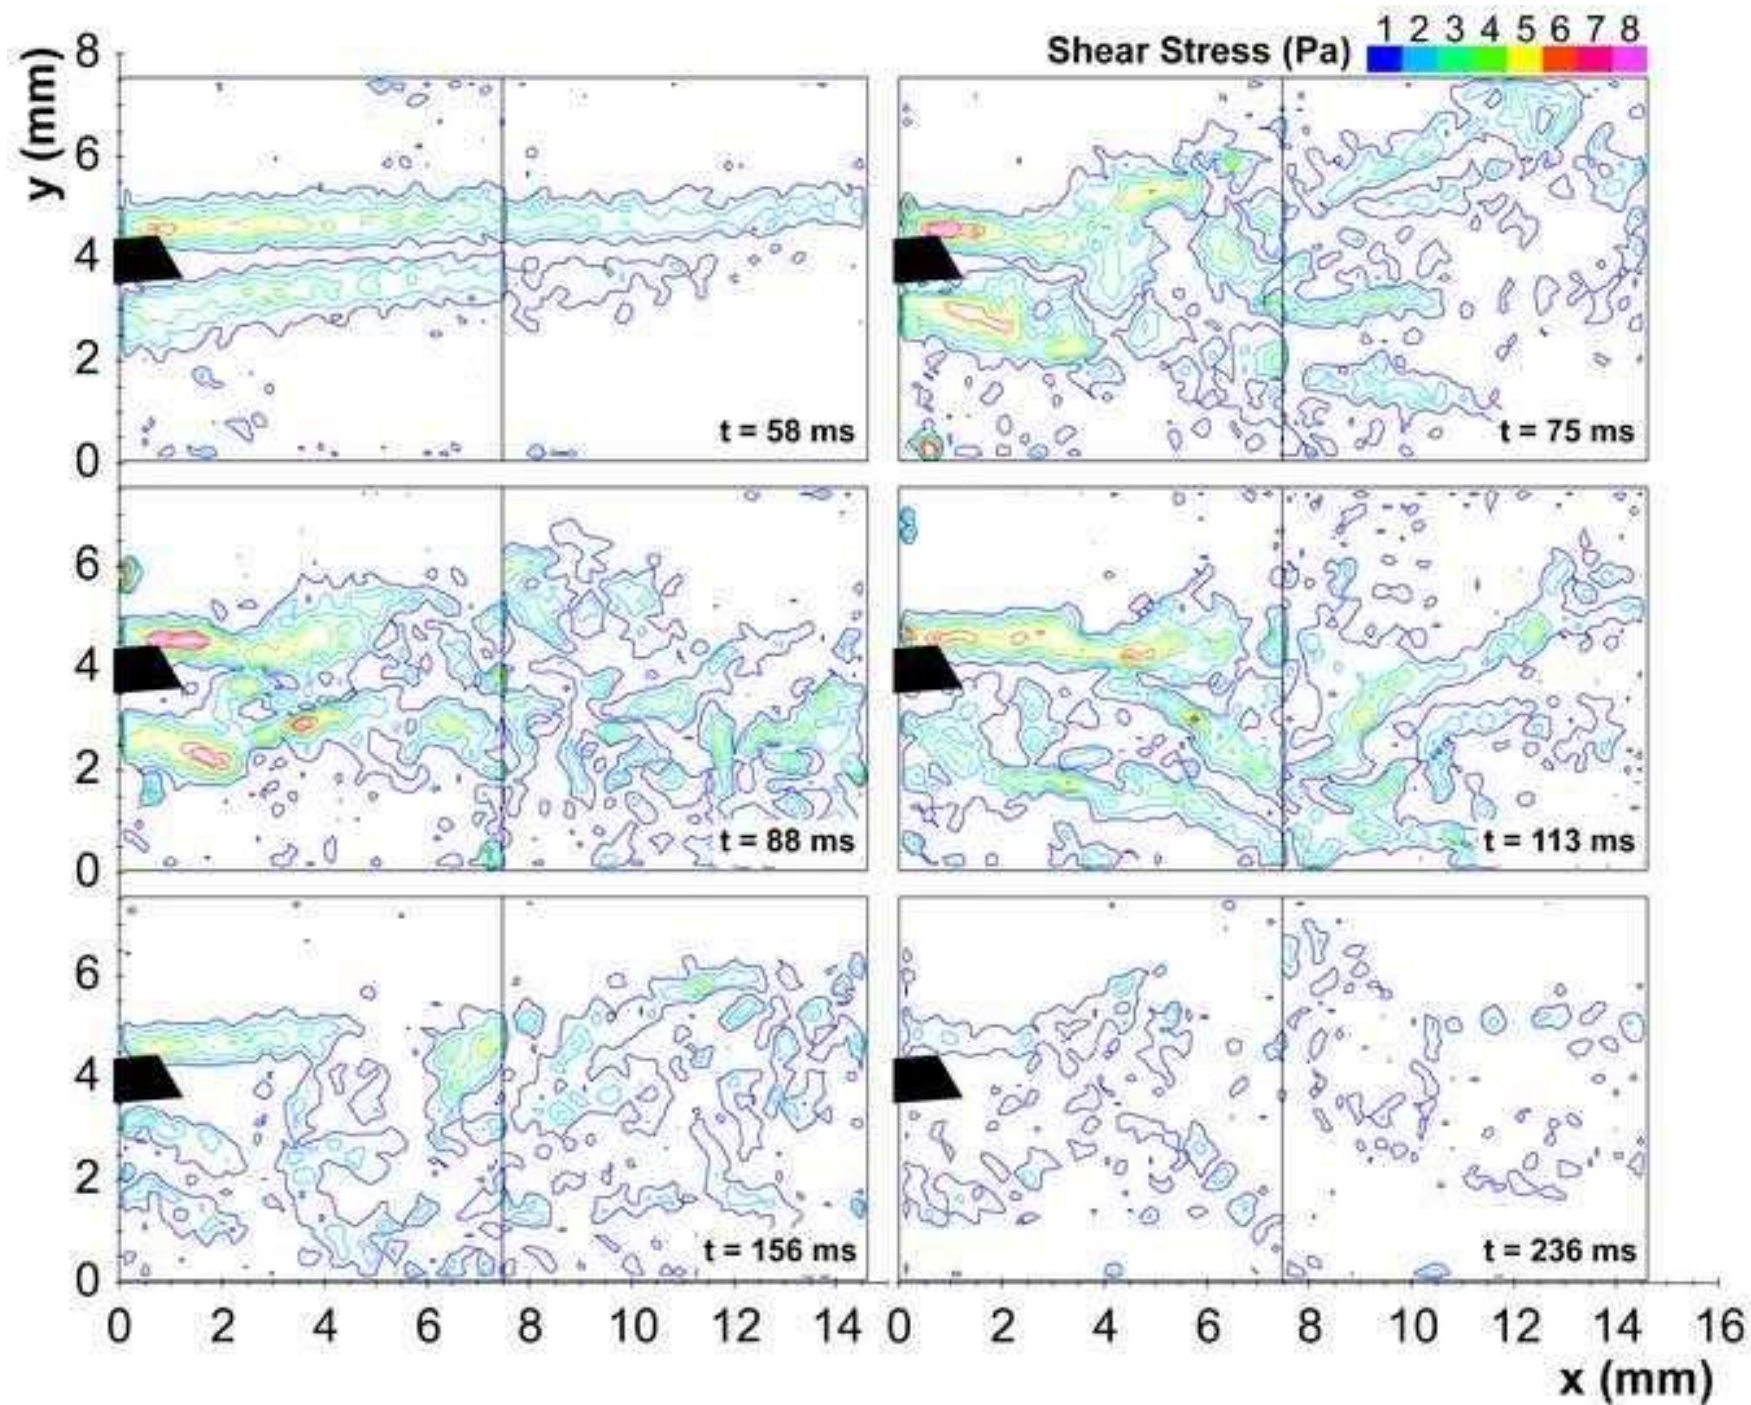 Shear Stress (Pa) 1 2 3 4 5 6 7 8
y (mm)
8
6
4
2
0
t = 58 ms
t = 75 ms
6
4
2
0
t = 88 ms
t = 113 ms
6
4
2
0
t = 156 ms
t = 236 ms
0 2 4 6 8 10 12 14 0 2 4 6 8 10 12 14 16
x (mm)